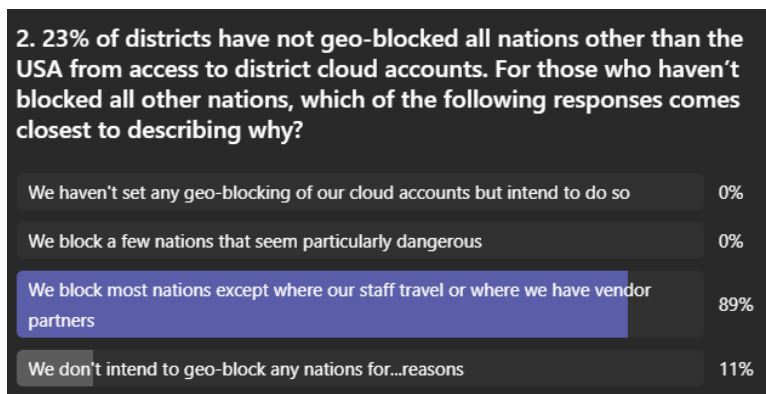 2. 23% of districts have not geo-blocked all nations other than the
USA from access to district cloud accounts. For those who haven’t
blocked all other nations, which of the following responses comes
closest to describing why?
We haven't set any geo-blocking of our cloud accounts but intend to do so
0%
We block a few nations that seem particularly dangerous
0%
We block most nations except where our staff travel or where we have vendor
partners
89%
We don't intend to geo-block any nations for...reasons
11%